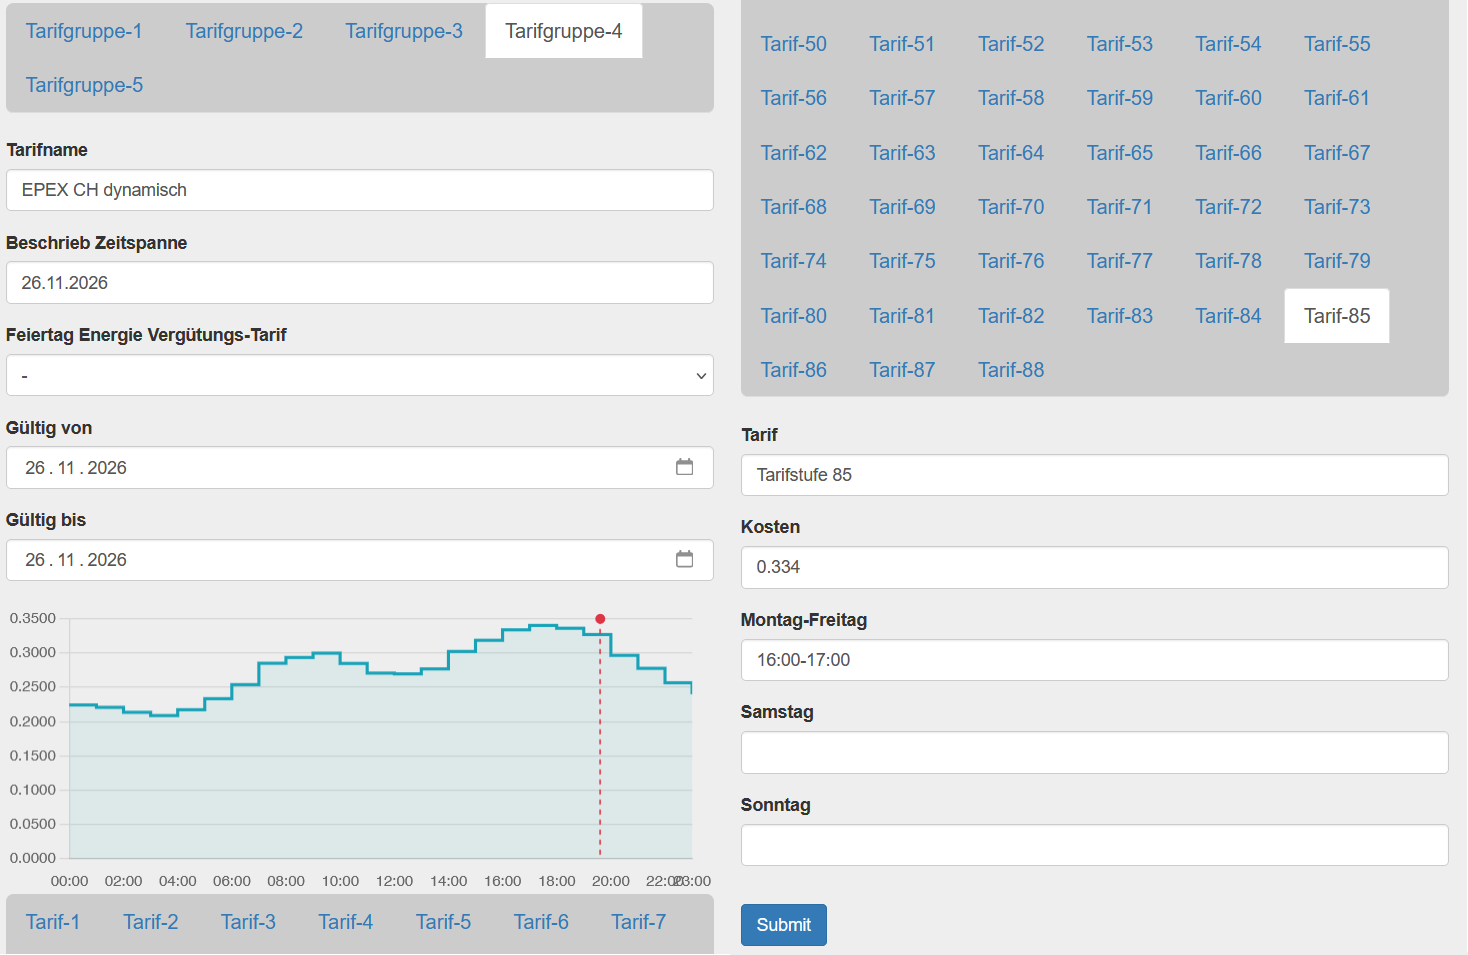 Tarifgruppe-1 Tarifgruppe-2 Tarifgruppe-3 Tarifgruppe-4
Tarifgruppe-5
Tarifname
EPEX CH dynamisch
Beschrieb Zeitspanne
26.11.2026
Feiertag Energie Vergütungs-Tarif
-
Gültig von
26 . 11 . 2026
Gültig bis
26 . 11 . 2026
0.3500
0.3000
0.2500
0.2000
0.1500
0.1000
0.0500
0.0000
00:00 02:00 04:00 06:00 08:00 10:00 12:00 14:00 16:00 18:00 20:00 22:00 23:00
Tarif-1 Tarif-2 Tarif-3 Tarif-4 Tarif-5 Tarif-6 Tarif-7
Tarif-50 Tarif-51 Tarif-52 Tarif-53 Tarif-54 Tarif-55
Tarif-56 Tarif-57 Tarif-58 Tarif-59 Tarif-60 Tarif-61
Tarif-62 Tarif-63 Tarif-64 Tarif-65 Tarif-66 Tarif-67
Tarif-68 Tarif-69 Tarif-70 Tarif-71 Tarif-72 Tarif-73
Tarif-74 Tarif-75 Tarif-76 Tarif-77 Tarif-78 Tarif-79
Tarif-80 Tarif-81 Tarif-82 Tarif-83 Tarif-84 Tarif-85
Tarif-86 Tarif-87 Tarif-88
Tarif
Tarifstufe 85
Kosten
0.334
Montag-Freitag
16:00-17:00
Samstag
Sonntag
Submit